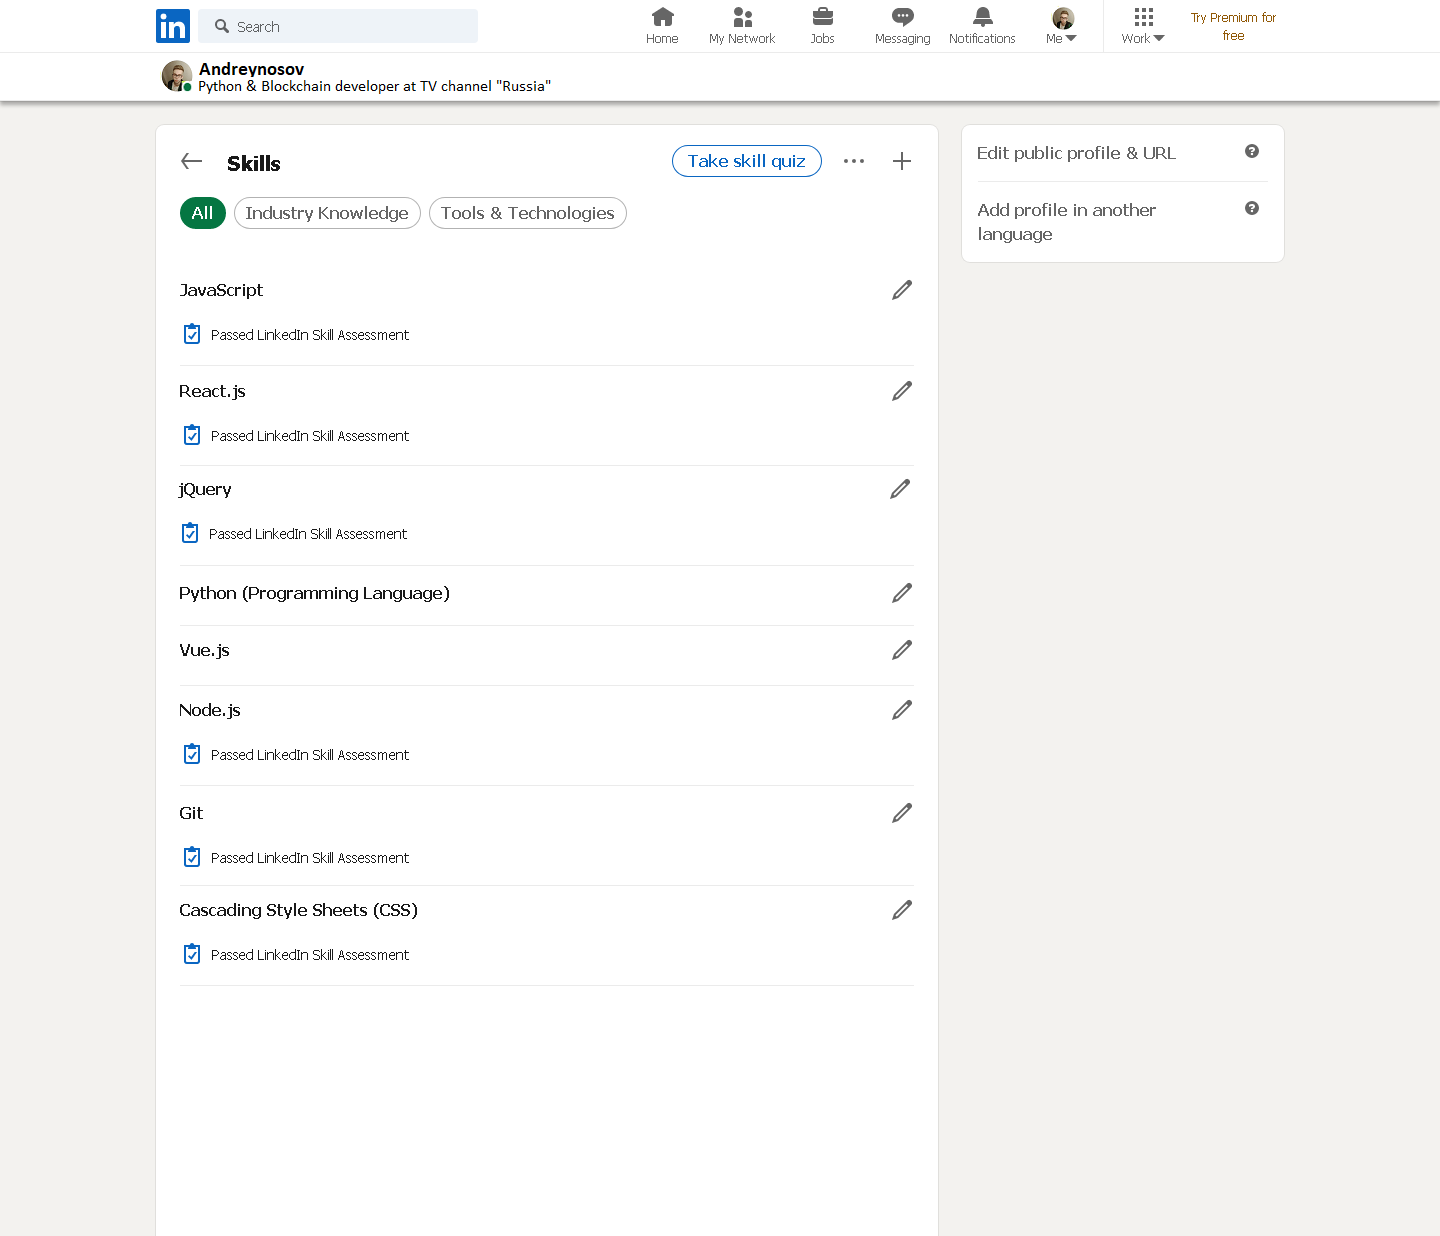 in
Search
Home
My Network
Jobs
Messaging
Notifications
Me
Work
Try Premium for
free
Andreynosov
Python & Blockchain developer at TV channel "Russia"
Skills
Take skill quiz
All
Industry Knowledge
Tools & Technologies
JavaScript
Passed LinkedIn Skill Assessment
React.js
Passed LinkedIn Skill Assessment
jQuery
Passed LinkedIn Skill Assessment
Python (Programming Language)
Vue.js
Node.js
Passed LinkedIn Skill Assessment
Git
Passed LinkedIn Skill Assessment
Cascading Style Sheets (CSS)
Passed LinkedIn Skill Assessment
Edit public profile & URL
Add profile in another
language